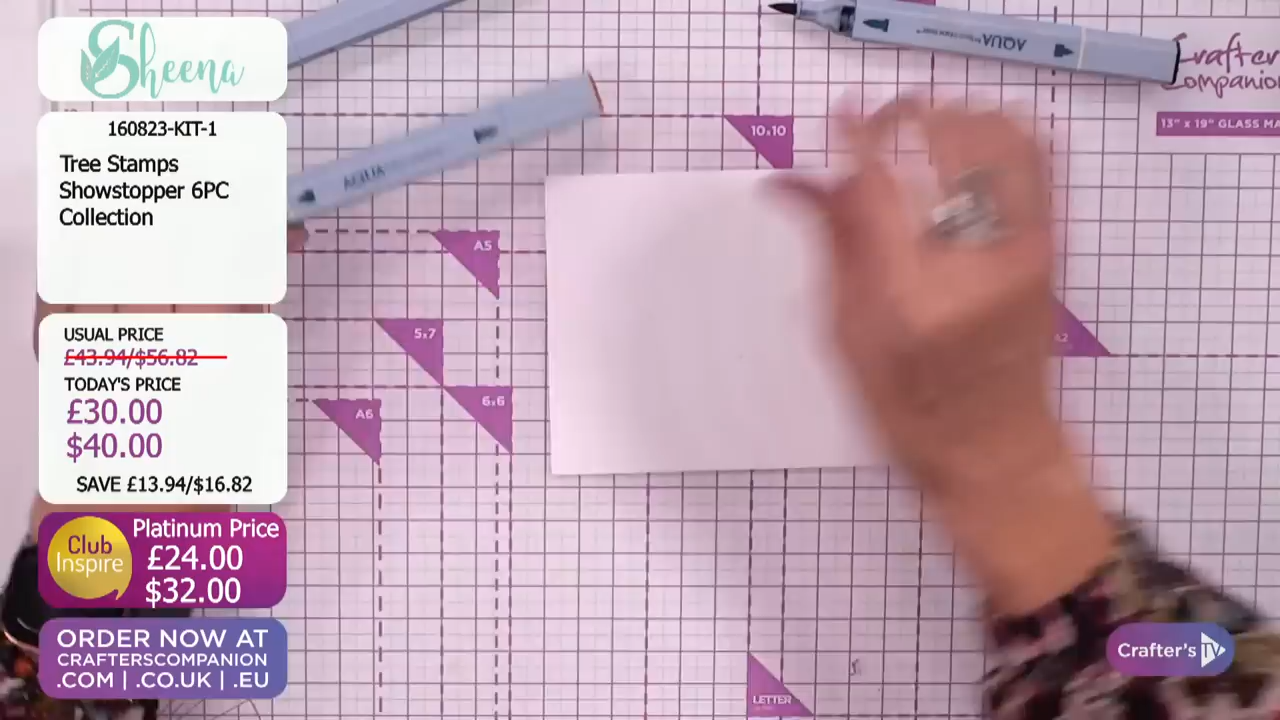 Sheena
160823-KIT-1
Tree Stamps
Showstopper 6PC
Collection
USUAL PRICE
£43.94/$56.82
TODAY'S PRICE
£30.00
$40.00
SAVE £13.94/$16.82
Club
Inspire
Platinum Price
£24.00
$32.00
ORDER NOW AT
CRAFTERSCOMPANION
.COM | .CO.UK | .EU
AQUA
AQUA
Crafter
Companion
13" x 19" GLASS MA
10x10
A5
5x7
6x6
A6
LETTER
Crafter's TV